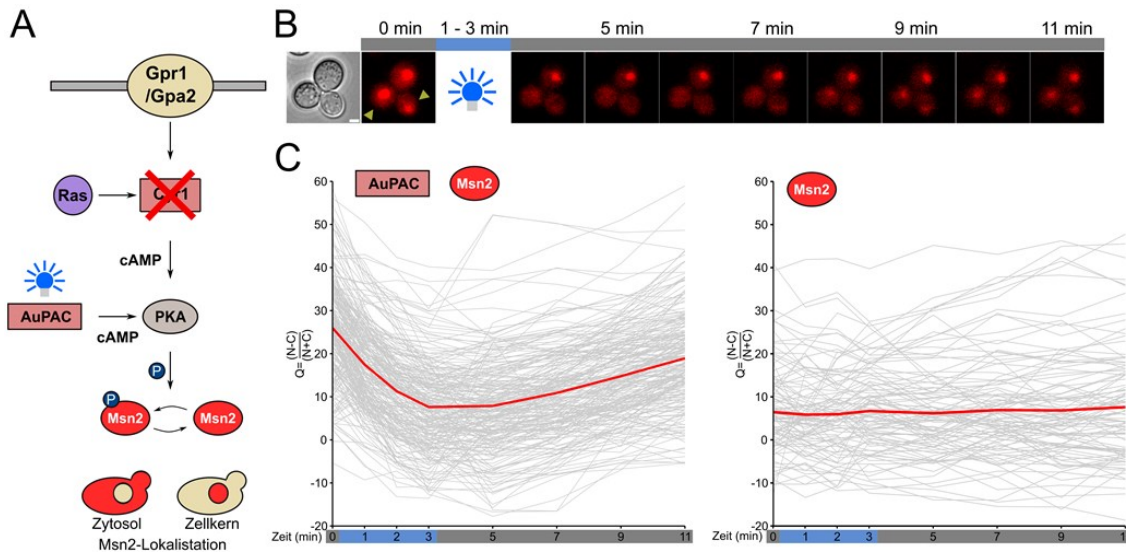 A
Gpr1
/Gpa2
Ras
Cyr1
cAMP
AuPAC
PKA
cAMP
P
P
Msn2
Msn2
Zytosol
Zellkern
Msn2-Lokalistation
B
0 min
1 - 3 min
5 min
7 min
9 min
11 min
C
AuPAC
Msn2
60
50
40
30
20
10
0
-10
-20
Q= (N-C)
(N+C)
Zeit (min)
0
1
2
3
5
7
9
11
Msn2
60
50
40
30
20
10
0
-10
-20
Q= (N-C)
(N+C)
Zeit (min)
0
1
2
3
5
7
9
1